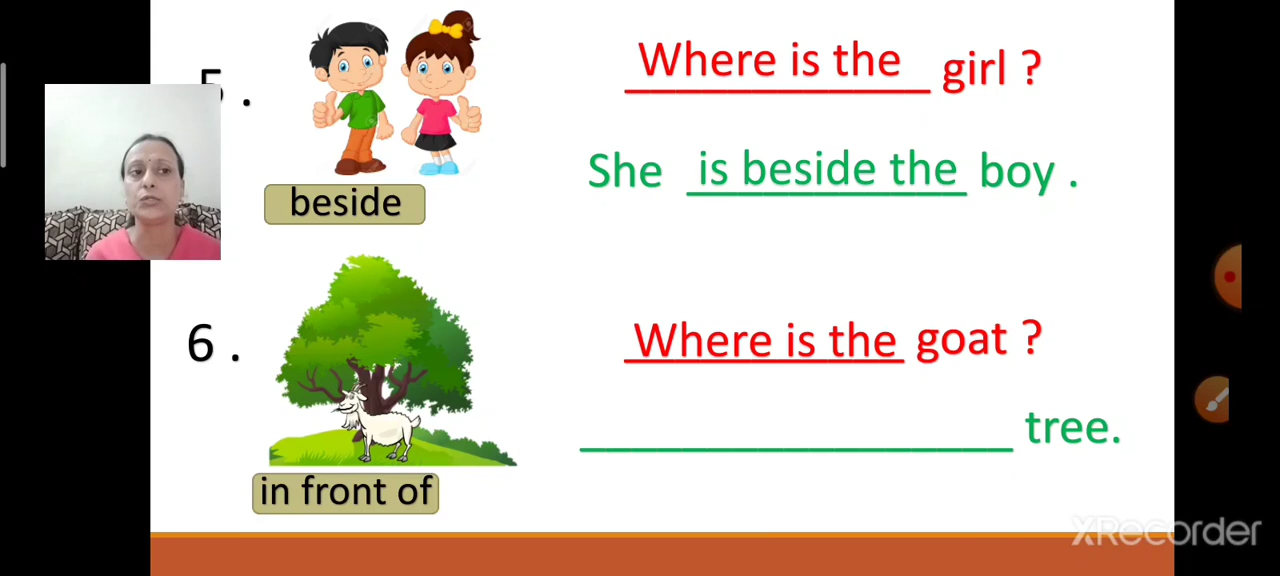 5 .
Where is the girl ?
She is beside the boy .
beside
6 .
Where is the goat ?
____________________ tree.
in front of
XRecorder